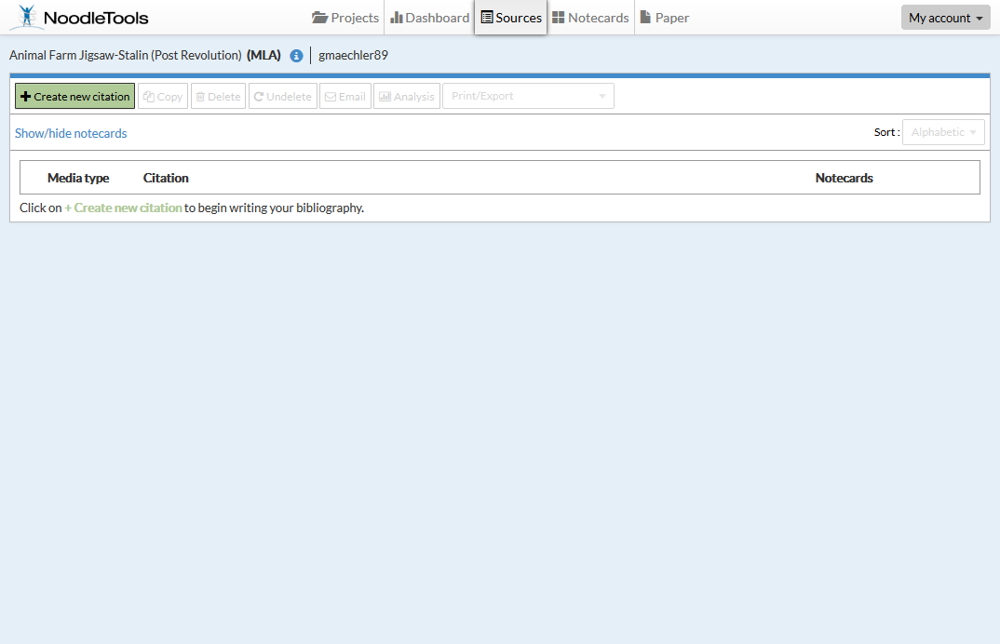 NoodleTools Projects Dashboard Sources Notecards Paper My account
Animal Farm Jigsaw-Stalin (Post Revolution) (MLA) i gmaechler89
+ Create new citation Copy Delete Undelete Email Analysis Print/Export
Show/hide notecards Sort : Alphabetic
Media type Citation Notecards
Click on + Create new citation to begin writing your bibliography.